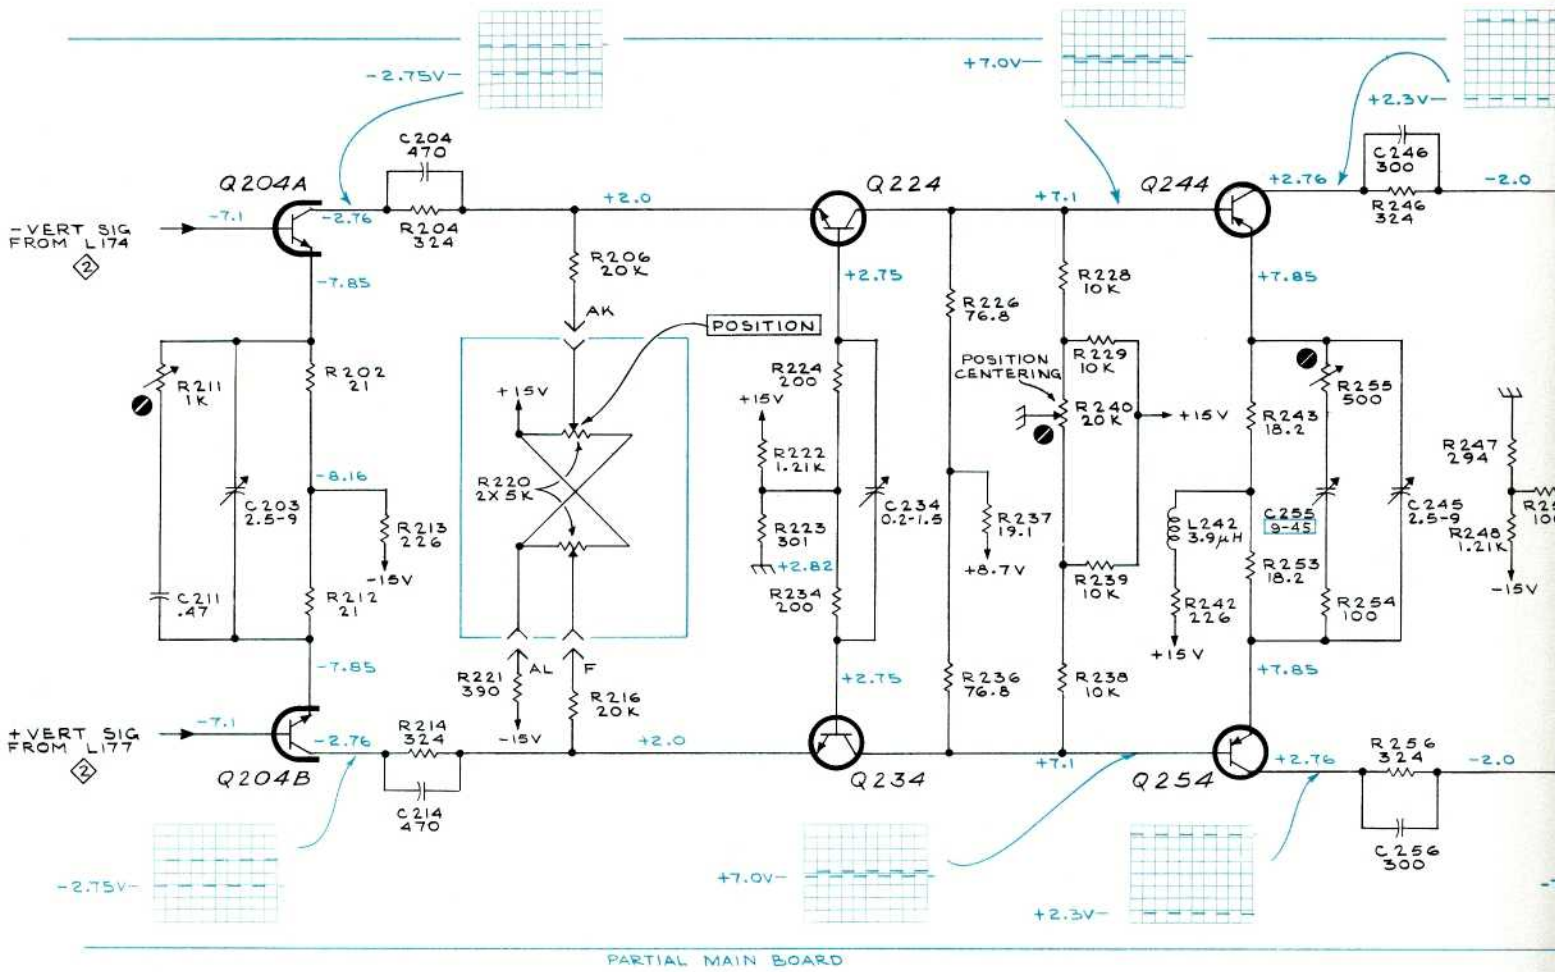 -2.75V
+7.0V
+2.3V
C204
470
C246
300
Q204A
-7.1
-2.76
R204
324
+2.0
Q224
+7.1
Q244
+2.76
R246
324
-2.0
-VERT SIG
FROM L174
2
-7.85
R206
20K
AK
+2.75
R226
76.8
R228
10K
+7.85
POSITION
R211
1K
R202
21
+15V
R224
200
POSITION
CENTERING
R229
10K
R240
20K
+15V
R243
18.2
R255
500
+15V
R222
1.21K
R247
294
-8.16
C203
2.5-9
R213
226
-15V
R220
2X5K
R223
301
+2.82
C234
0.2-1.5
R237
19.1
+8.7V
L242
3.9µH
C255
9-45
C245
2.5-9
R248
1.21K
-15V
C211
.47
R212
21
R234
200
R239
10K
R253
18.2
R242
226
+15V
R254
100
-7.85
R221
390
-15V
AL
F
R216
20K
+2.75
R236
76.8
R238
10K
+7.85
+VERT SIG
FROM L177
2
-7.1
-2.76
R214
324
+2.0
+7.1
+2.76
R256
324
-2.0
Q204B
C214
470
Q234
Q254
C256
300
-2.75V
+7.0V
+2.3V
PARTIAL MAIN BOARD